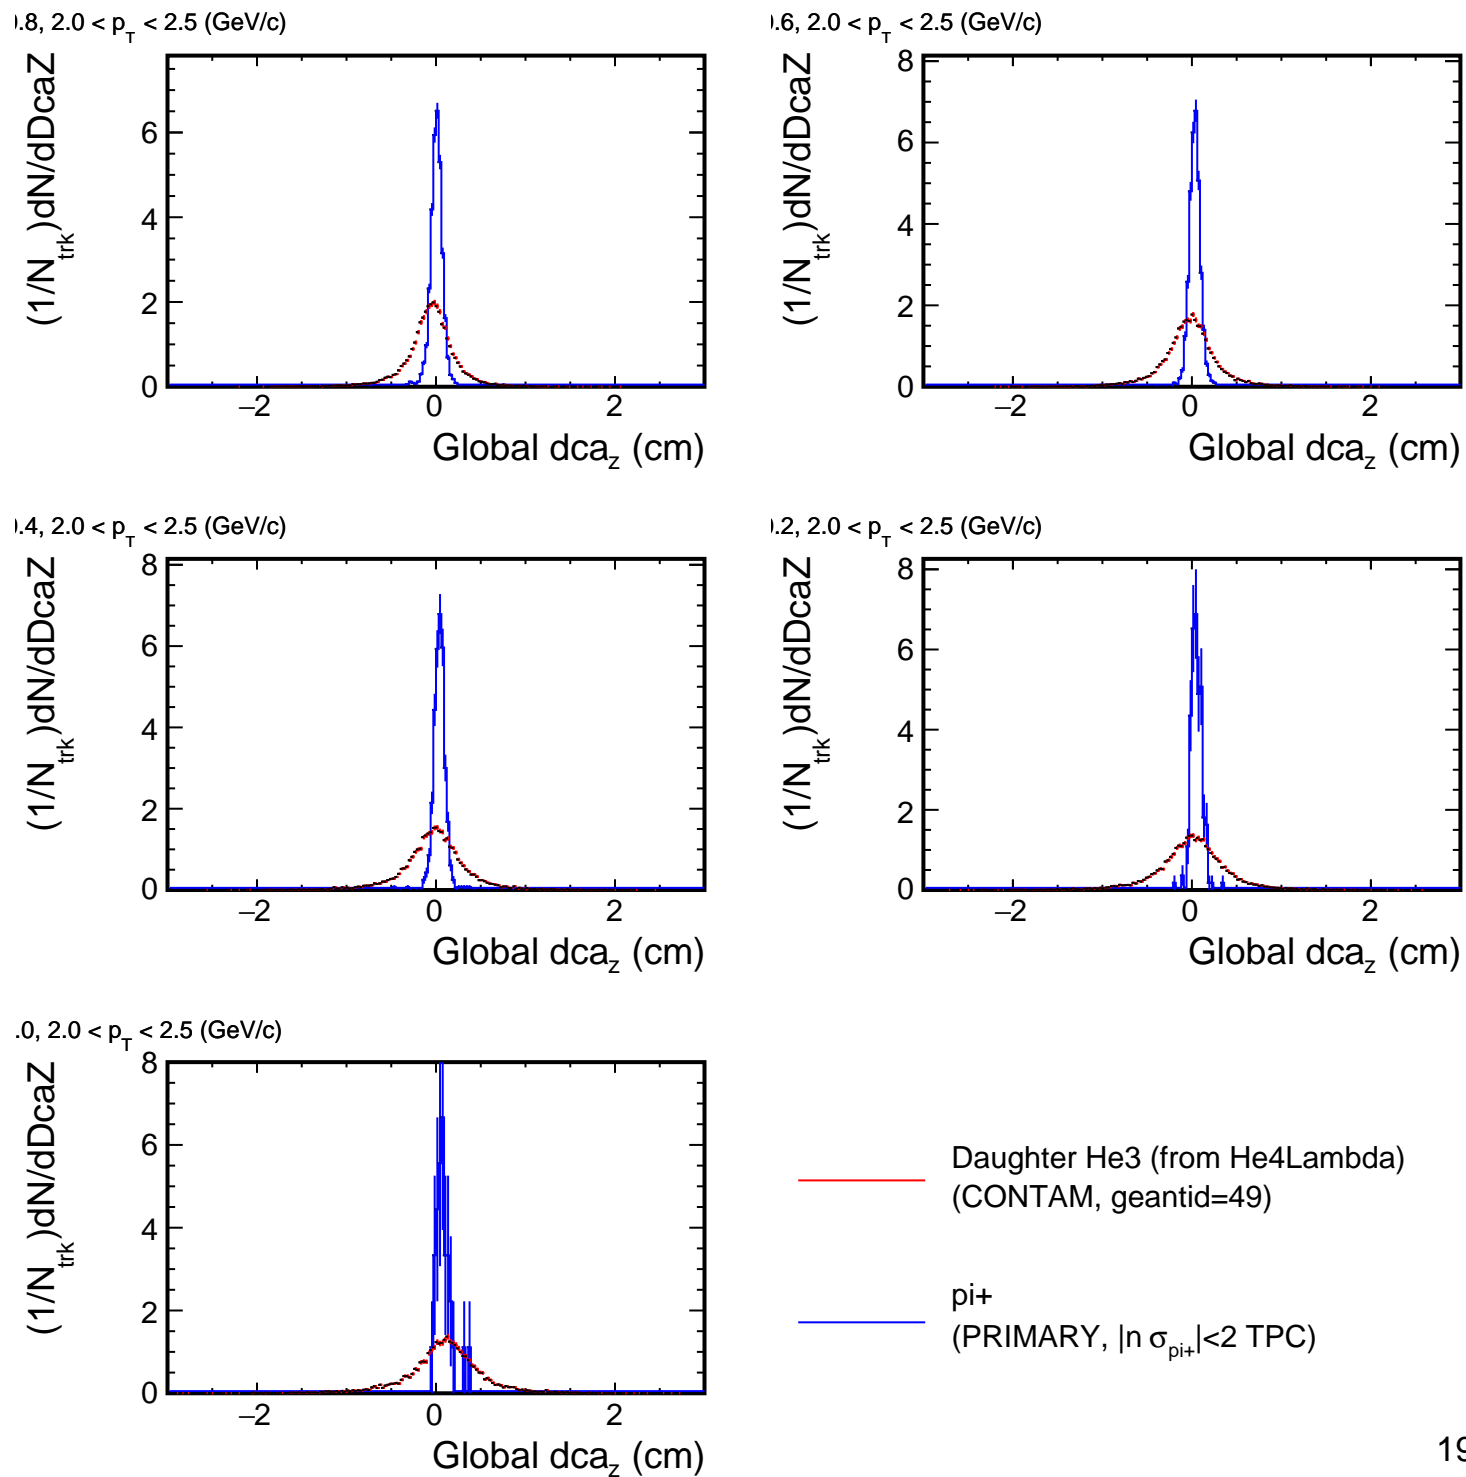 ).8, 2.0 < p_T < 2.5 (GeV/c)
(1/N_trk)dN/dDcaZ
6
4
2
0
−2 0 2
Global dca_z (cm)
).6, 2.0 < p_T < 2.5 (GeV/c)
(1/N_trk)dN/dDcaZ
8
6
4
2
0
−2 0 2
Global dca_z (cm)
).4, 2.0 < p_T < 2.5 (GeV/c)
(1/N_trk)dN/dDcaZ
8
6
4
2
0
−2 0 2
Global dca_z (cm)
).2, 2.0 < p_T < 2.5 (GeV/c)
(1/N_trk)dN/dDcaZ
8
6
4
2
0
−2 0 2
Global dca_z (cm)
.0, 2.0 < p_T < 2.5 (GeV/c)
(1/N_trk)dN/dDcaZ
8
6
4
2
0
−2 0 2
Global dca_z (cm)
Daughter He3 (from He4Lambda)
(CONTAM, geantid=49)
pi+
(PRIMARY, |n σ_pi+|<2 TPC)
19